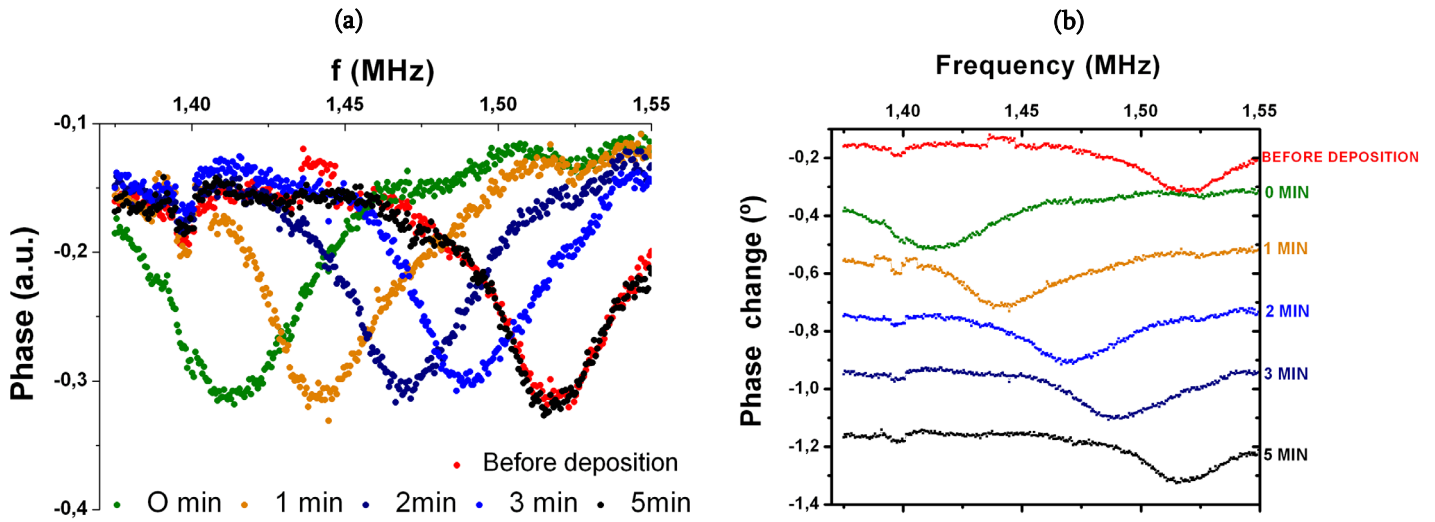 (a)
f (MHz)
1,40 1,45 1,50 1,55
-0,1
-0,2
-0,3
-0,4
Phase (a.u.)
Before deposition
O min 1 min 2min 3 min 5min
(b)
Frequency (MHz)
1,40 1,45 1,50 1,55
-0,2
-0,4
-0,6
-0,8
-1,0
-1,2
-1,4
Phase change (º)
BEFORE DEPOSITION
0 MIN
1 MIN
2 MIN
3 MIN
5 MIN